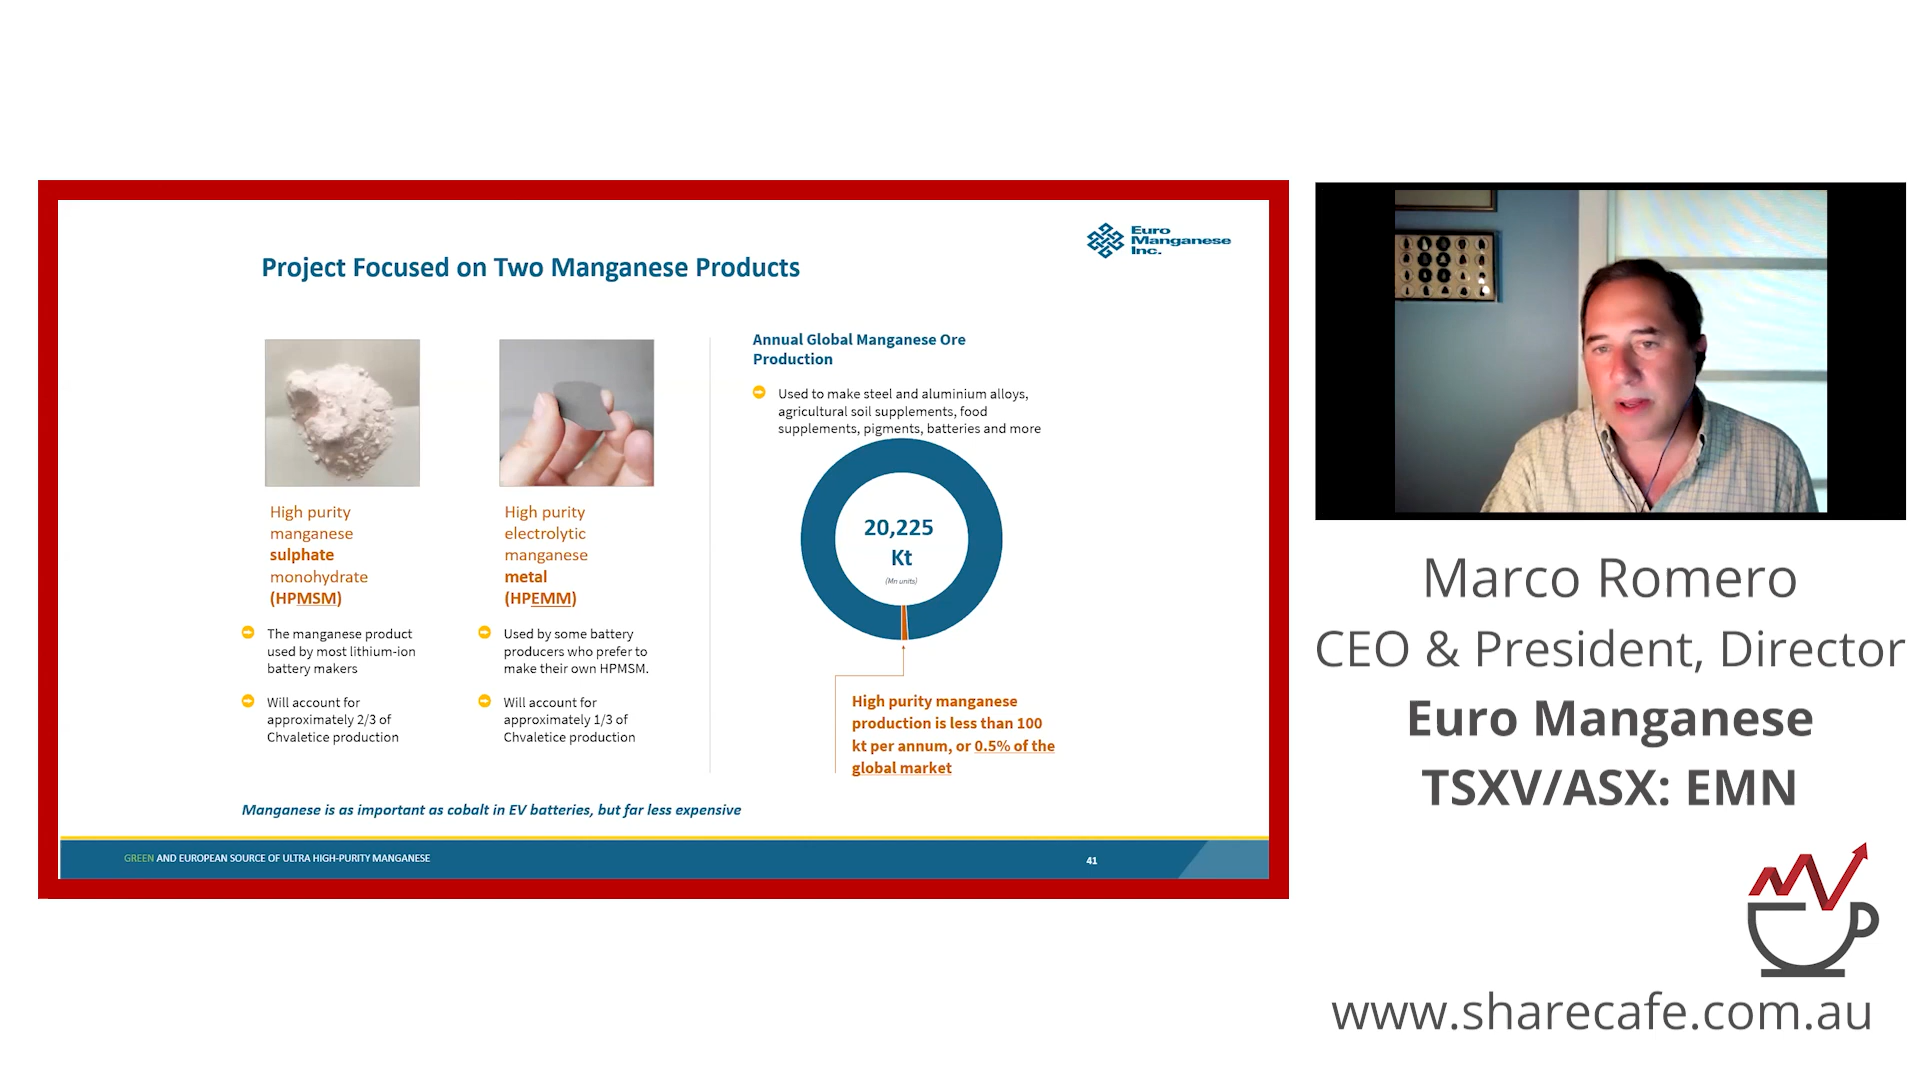 Euro
Manganese
Inc.
Project Focused on Two Manganese Products
High purity
manganese
sulphate
monohydrate
(HPMSM)
The manganese product
used by most lithium-ion
battery makers
Will account for
approximately 2/3 of
Chvaletice production
High purity
electrolytic
manganese
metal
(HPEMM)
Used by some battery
producers who prefer to
make their own HPMSM.
Will account for
approximately 1/3 of
Chvaletice production
Annual Global Manganese Ore
Production
Used to make steel and aluminium alloys,
agricultural soil supplements, food
supplements, pigments, batteries and more
20,225
Kt
(Mn units)
High purity manganese
production is less than 100
kt per annum, or 0.5% of the
global market
Manganese is as important as cobalt in EV batteries, but far less expensive
GREEN AND EUROPEAN SOURCE OF ULTRA HIGH-PURITY MANGANESE
41
Marco Romero
CEO & President, Director
Euro Manganese
TSXV/ASX: EMN
www.sharecafe.com.au